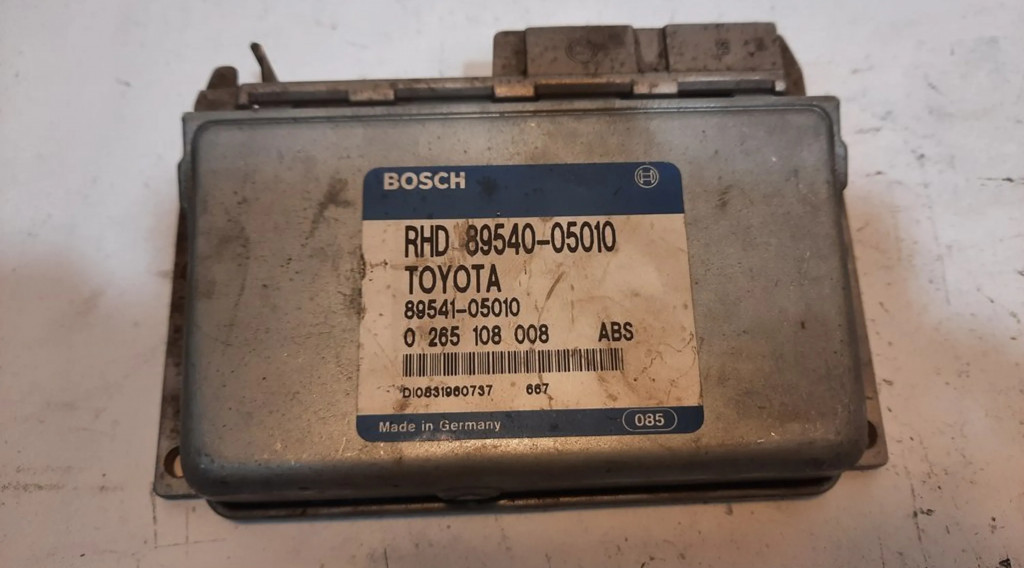 BOSCH
RHD 89540-05010
TOYOTA
89541-05010
0 265 108 008 ABS
DI0831960737 667
Made in Germany 085